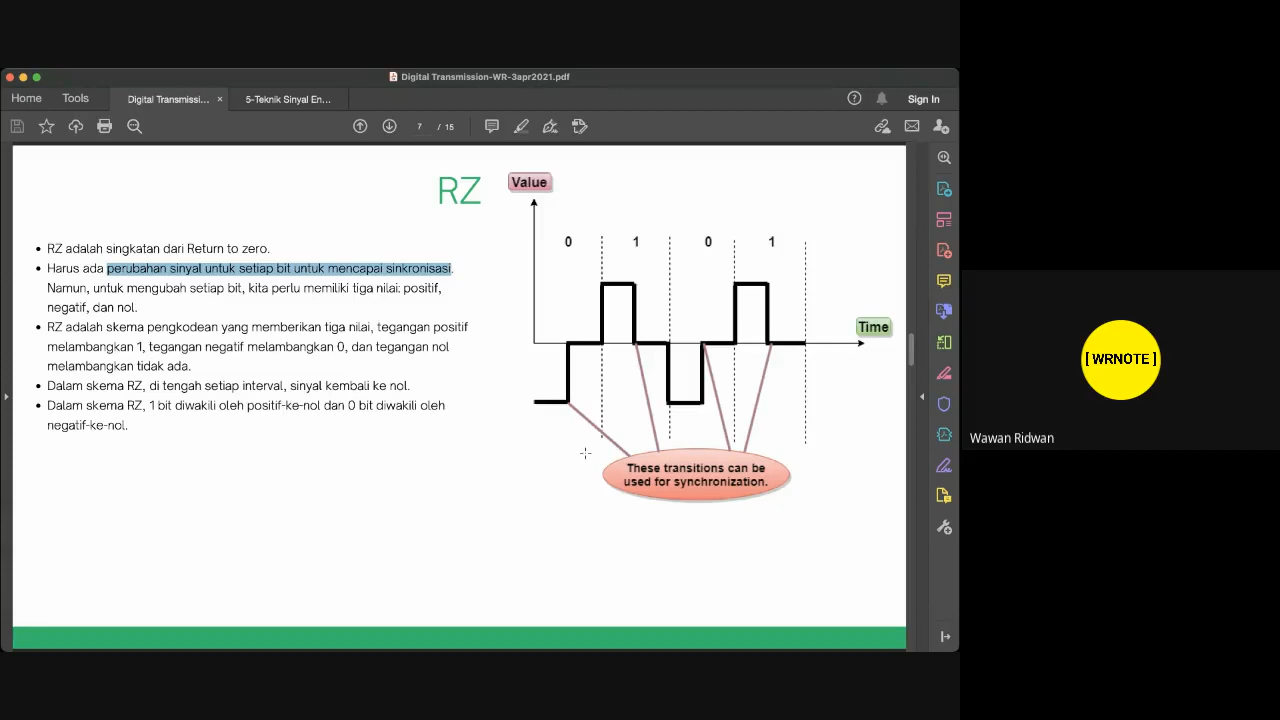 Digital Transmission-WR-3apr2021.pdf
Home
Tools
Digital Transmissi...
×
5-Teknik Sinyal En...
?
Sign In
7 / 15
RZ
Value
• RZ adalah singkatan dari Return to zero.
• Harus ada perubahan sinyal untuk setiap bit untuk mencapai sinkronisasi.
Namun, untuk mengubah setiap bit, kita perlu memiliki tiga nilai: positif,
negatif, dan nol.
• RZ adalah skema pengkodean yang memberikan tiga nilai, tegangan positif
melambangkan 1, tegangan negatif melambangkan 0, dan tegangan nol
melambangkan tidak ada.
• Dalam skema RZ, di tengah setiap interval, sinyal kembali ke nol.
• Dalam skema RZ, 1 bit diwakili oleh positif-ke-nol dan 0 bit diwakili oleh
negatif-ke-nol.
0 1 0 1
Time
These transitions can be
used for synchronization.
[ WRNOTE ]
Wawan Ridwan